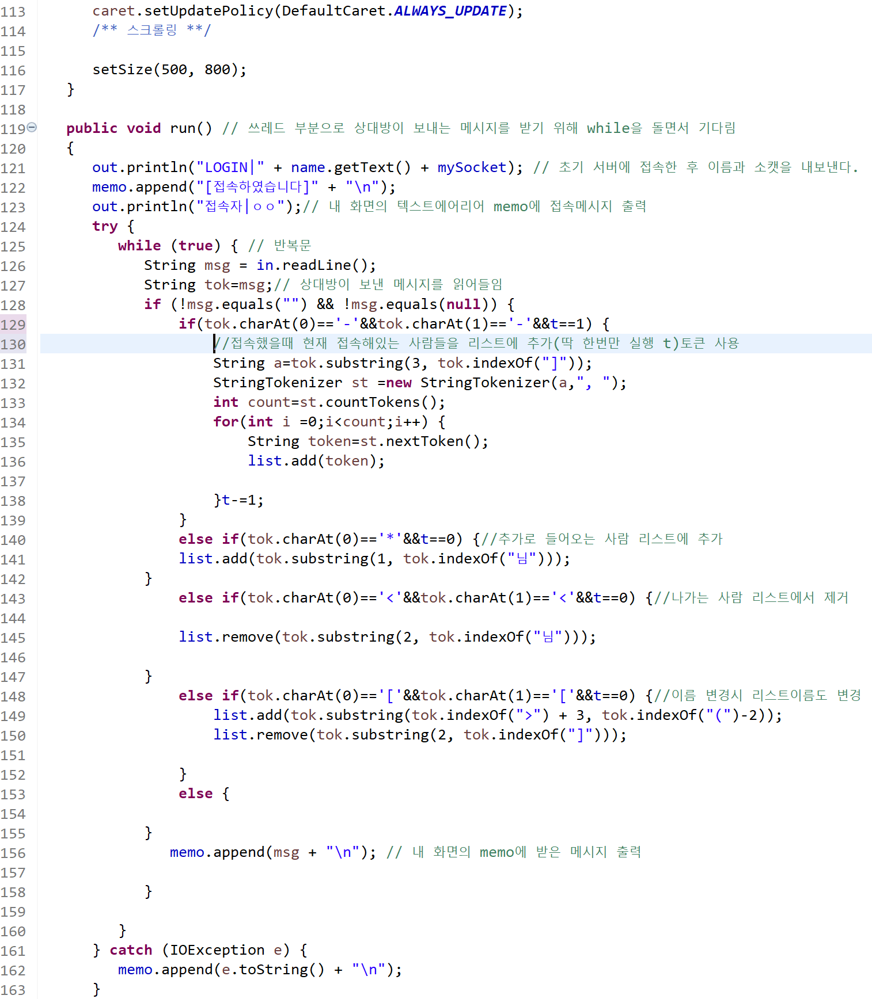 113 caret.setUpdatePolicy(DefaultCaret.ALWAYS_UPDATE);
114 /** 스크롤링 **/
115
116 setSize(500, 800);
117 }
118
119 public void run() // 쓰레드 부분으로 상대방이 보내는 메시지를 받기 위해 while을 돌면서 기다림
120 {
121 out.println("LOGIN|" + name.getText() + mySocket); // 초기 서버에 접속한 후 이름과 소캣을 내보낸다.
122 memo.append("[접속하였습니다]" + "\n");
123 out.println("접속자|ㅇㅇ");// 내 화면의 텍스트에어리어 memo에 접속메시지 출력
124 try {
125 while (true) { // 반복문
126 String msg = in.readLine();
127 String tok=msg;// 상대방이 보낸 메시지를 읽어들임
128 if (!msg.equals("") && !msg.equals(null)) {
129 if(tok.charAt(0)=='-'&&tok.charAt(1)=='-'&&t==1) {
130 //접속했을때 현재 접속해있는 사람들을 리스트에 추가(딱 한번만 실행 t)토큰 사용
131 String a=tok.substring(3, tok.indexOf("]"));
132 StringTokenizer st =new StringTokenizer(a,", ");
133 int count=st.countTokens();
134 for(int i =0;i<count;i++) {
135 String token=st.nextToken();
136 list.add(token);
137
138 }t-=1;
139 }
140 else if(tok.charAt(0)=='*'&&t==0) {//추가로 들어오는 사람 리스트에 추가
141 list.add(tok.substring(1, tok.indexOf("님")));
142 }
143 else if(tok.charAt(0)=='<'&&tok.charAt(1)=='<'&&t==0) {//나가는 사람 리스트에서 제거
144
145 list.remove(tok.substring(2, tok.indexOf("님")));
146
147 }
148 else if(tok.charAt(0)=='['&&tok.charAt(1)=='['&&t==0) {//이름 변경시 리스트이름도 변경
149 list.add(tok.substring(tok.indexOf(">") + 3, tok.indexOf("(")-2));
150 list.remove(tok.substring(2, tok.indexOf("]")));
151
152 }
153 else {
154
155 }
156 memo.append(msg + "\n"); // 내 화면의 memo에 받은 메시지 출력
157
158 }
159
160 }
161 } catch (IOException e) {
162 memo.append(e.toString() + "\n");
163 }